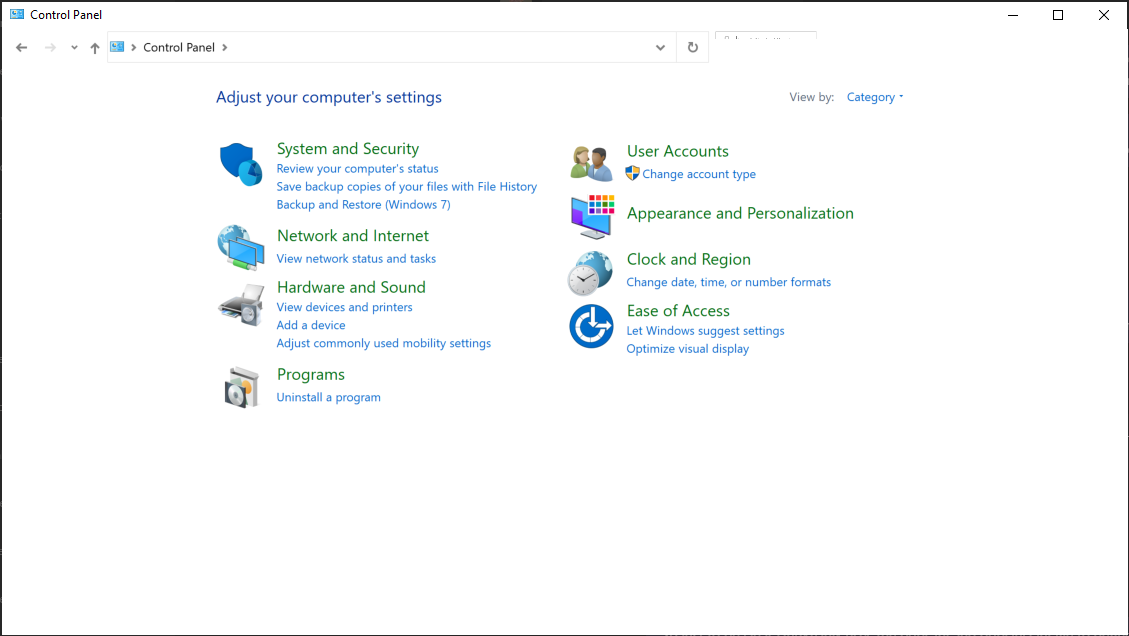 Control Panel
Control Panel
Adjust your computer's settings
View by: Category
System and Security
Review your computer's status
Save backup copies of your files with File History
Backup and Restore (Windows 7)
Network and Internet
View network status and tasks
Hardware and Sound
View devices and printers
Add a device
Adjust commonly used mobility settings
Programs
Uninstall a program
User Accounts
Change account type
Appearance and Personalization
Clock and Region
Change date, time, or number formats
Ease of Access
Let Windows suggest settings
Optimize visual display